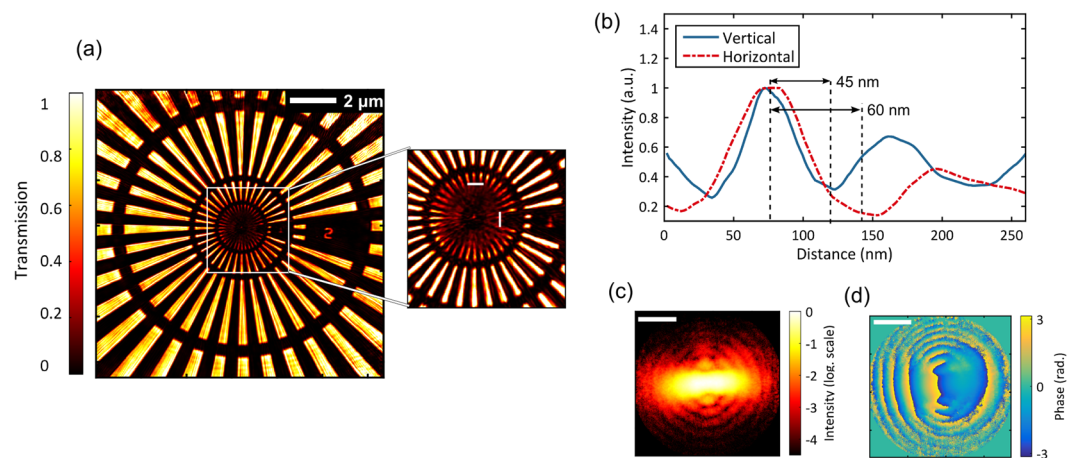 (a)
Transmission
1
0.8
0.6
0.4
0.2
0
2 μm
2
(b)
Intensity (a.u.)
1.4
1.2
1
0.8
0.6
0.4
0.2
Vertical
Horizontal
45 nm
60 nm
0
50
100
150
200
250
Distance (nm)
(c)
0
-1
-2
-3
-4
Intensity (log. scale)
(d)
3
0
-3
Phase (rad.)